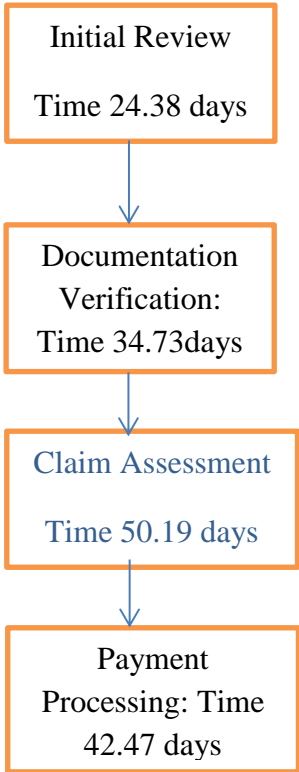 Initial Review
Time 24.38 days
Documentation
Verification:
Time 34.73days
Claim Assessment
Time 50.19 days
Payment
Processing: Time
42.47 days